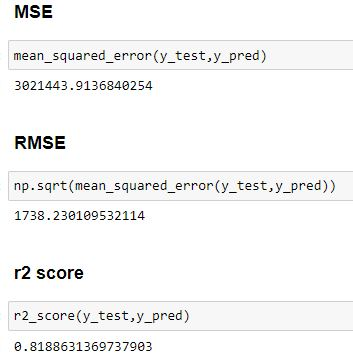 MSE
mean_squared_error(y_test,y_pred)
3021443.9136840254
RMSE
np.sqrt(mean_squared_error(y_test,y_pred))
1738.230109532114
r2 score
r2_score(y_test,y_pred)
0.8188631369737903